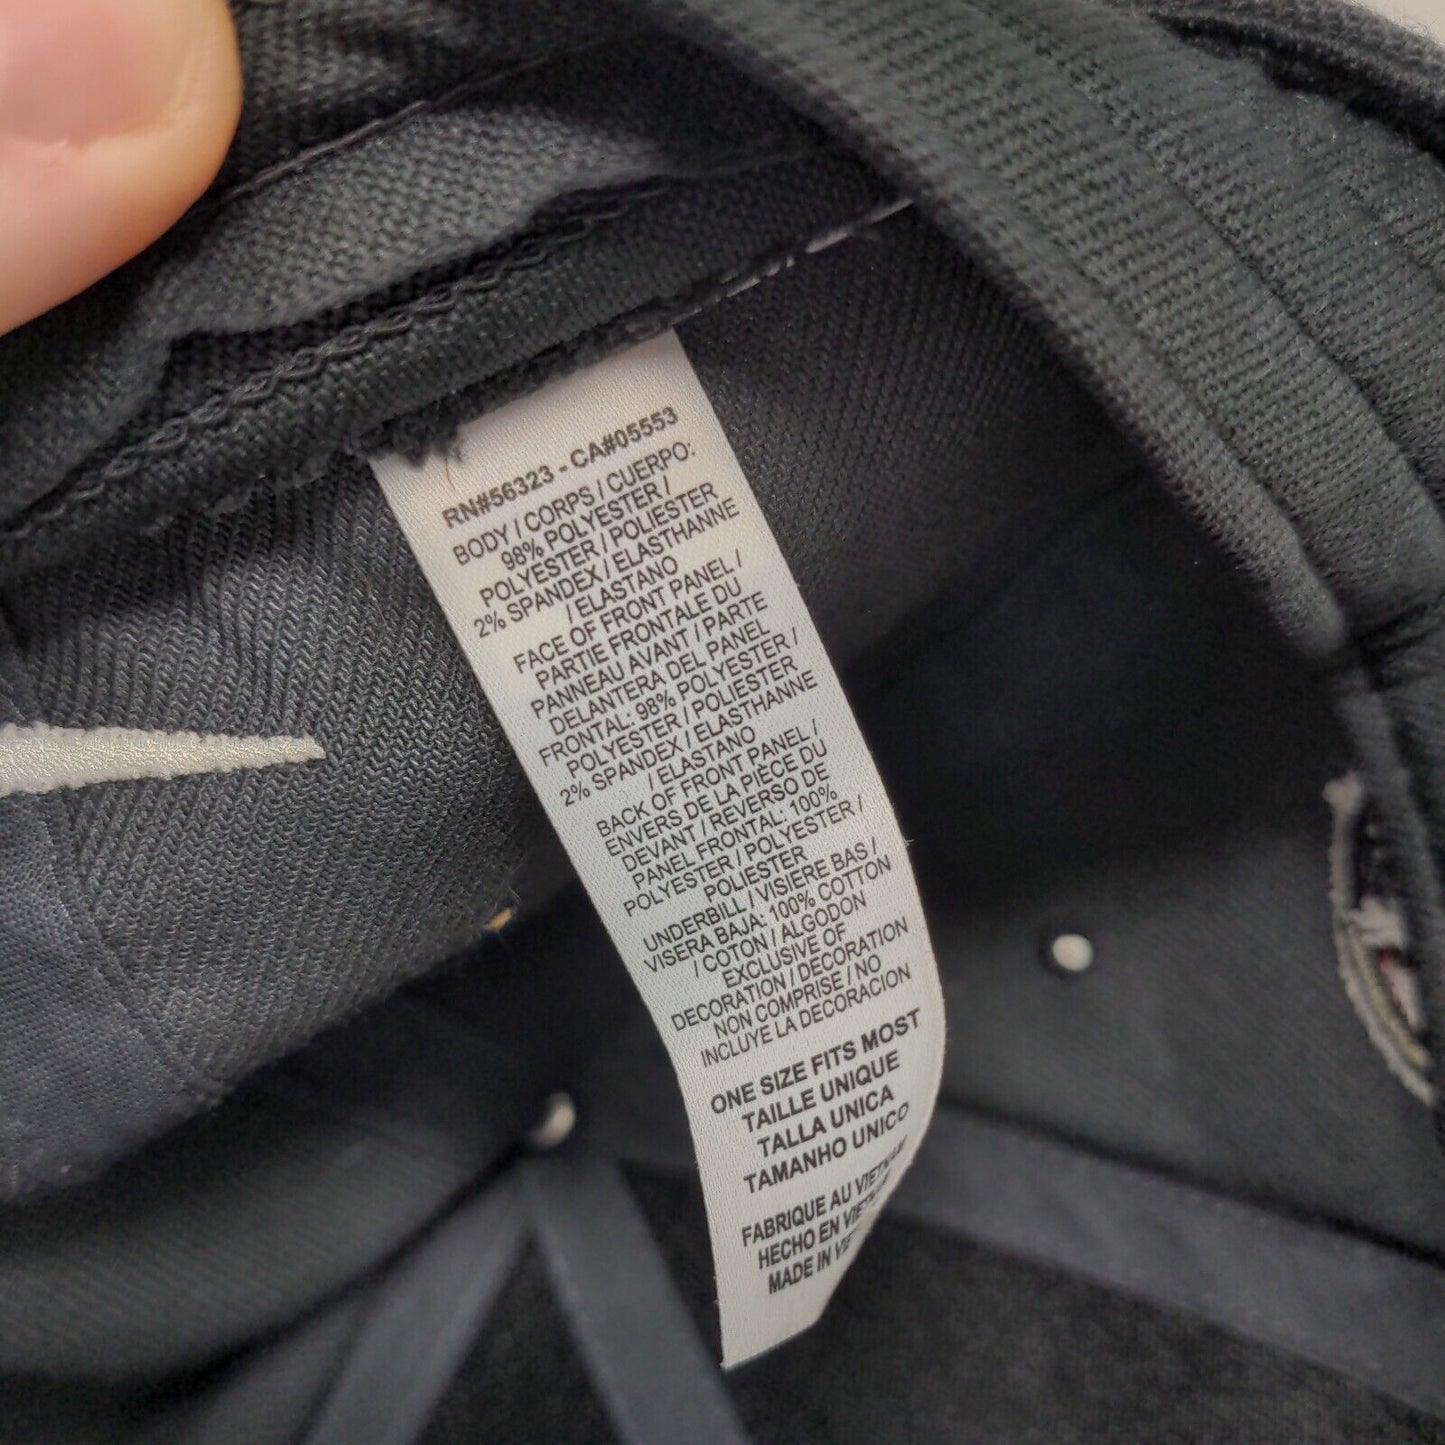 RN#56323 - CA#05553
BODY / CORPS / CUERPO:
98% POLYESTER /
POLYESTER / POLIESTER
2% SPANDEX / ELASTHANNE
/ ELASTANO
FACE OF FRONT PANEL /
PARTIE FRONTALE DU
PANNEAU AVANT / PARTE
DELANTERA DEL PANEL
FRONTAL: 98% POLYESTER /
POLYESTER / POLIESTER
2% SPANDEX / ELASTHANNE
/ ELASTANO
BACK OF FRONT PANEL /
ENVERS DE LA PIÈCE DU
DEVANT / REVERSO DE
PANEL FRONTAL: 100%
POLYESTER / POLYESTER /
POLIESTER
UNDERBILL / VISIERE BAS /
VISERA BAJA: 100% COTTON
/ COTON / ALGODON
EXCLUSIVE OF
DECORATION / DECORATION
NON COMPRISE / NO
INCLUYE LA DECORACION
ONE SIZE FITS MOST
TAILLE UNIQUE
TALLA UNICA
TAMANHO UNICO
FABRIQUE AU VIETNAM
HECHO EN
MADE IN